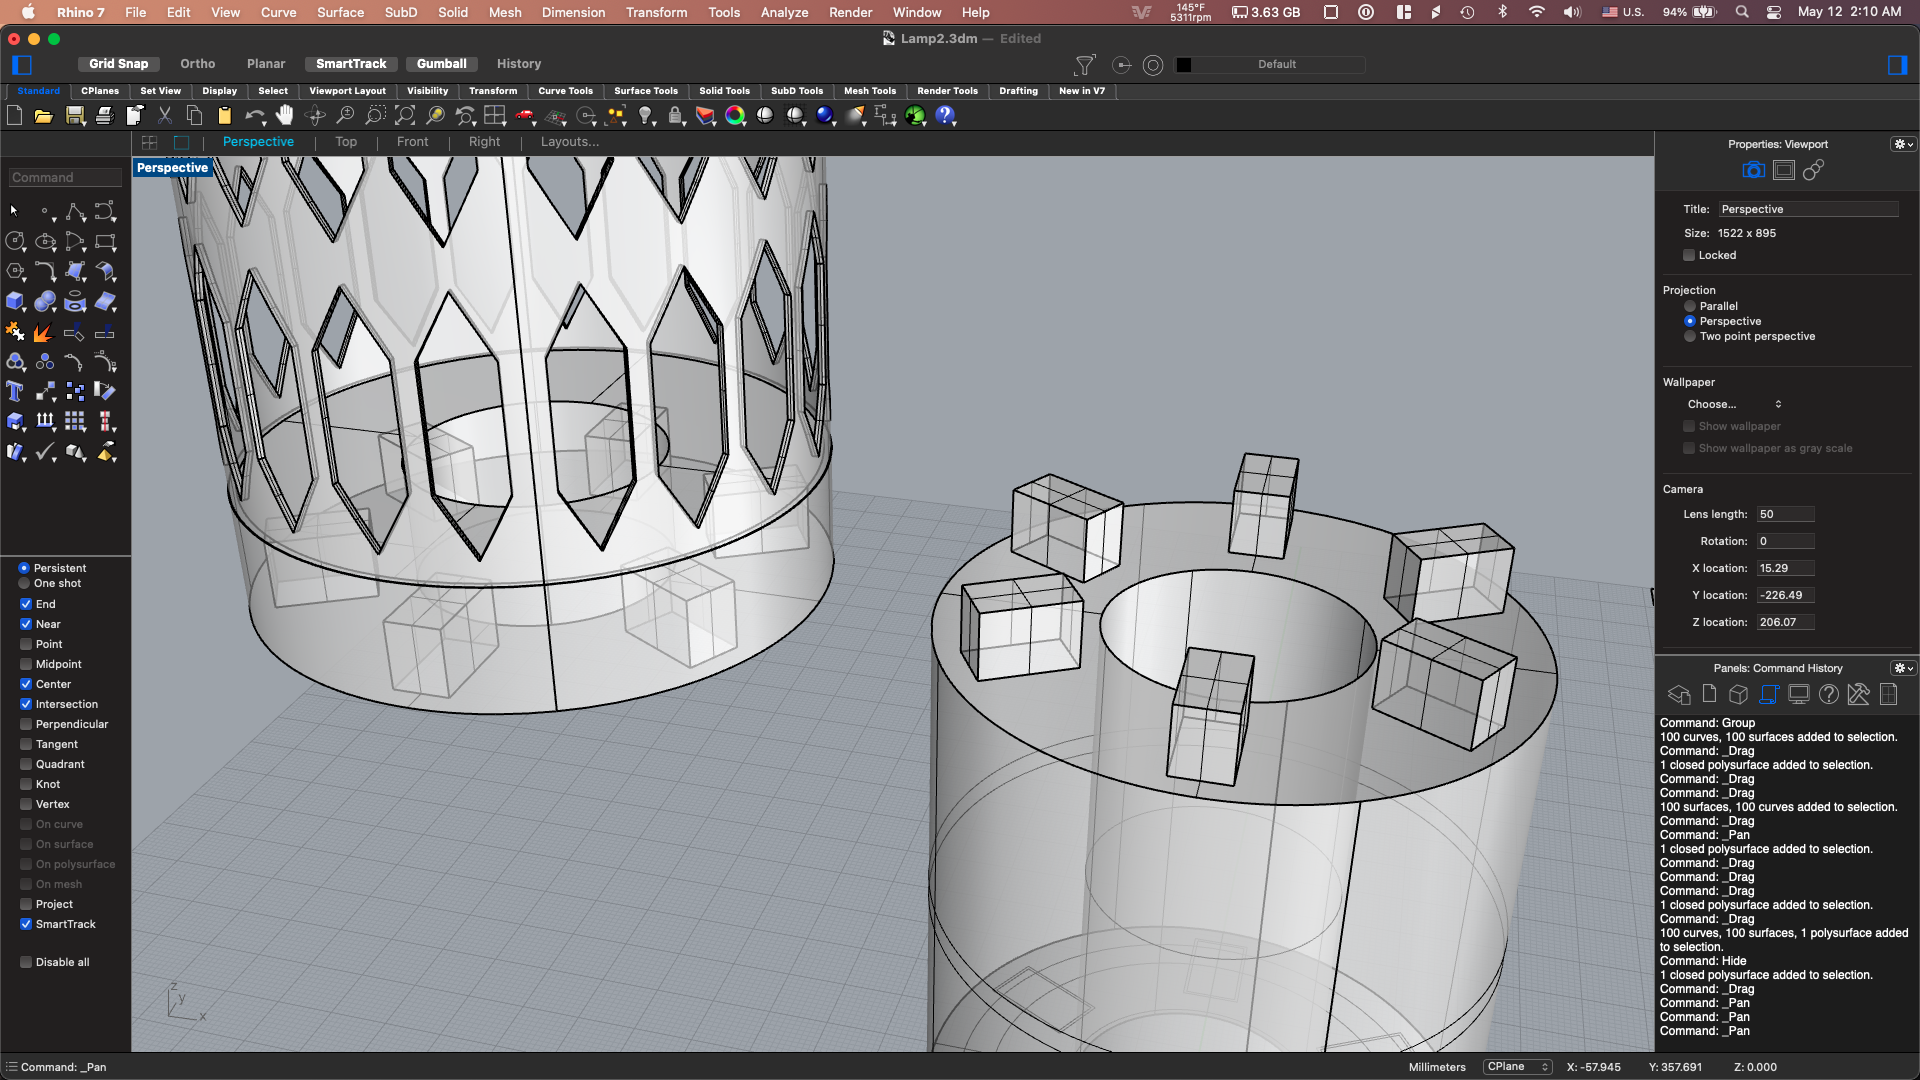 Rhino 7 File Edit View Curve Surface SubD Solid Mesh Dimension Transform Tools Analyze Render Window Help 145°F 5311rpm 3.63 GB U.S. 94% May 12 2:10 AM
Lamp2.3dm — Edited
Grid Snap Ortho Planar SmartTrack Gumball History Default
Standard CPlanes Set View Display Select Viewport Layout Visibility Transform Curve Tools Surface Tools Solid Tools SubD Tools Mesh Tools Render Tools Drafting New in V7
Perspective Top Front Right Layouts...
Perspective
Command
Persistent
One shot
End
Near
Point
Midpoint
Center
Intersection
Perpendicular
Tangent
Quadrant
Knot
Vertex
On curve
On surface
On polysurface
On mesh
Project
SmartTrack
Disable all
z
y
x
Properties: Viewport
Title: Perspective
Size: 1522 x 895
Locked
Projection
Parallel
Perspective
Two point perspective
Wallpaper
Choose...
Show wallpaper
Show wallpaper as gray scale
Camera
Lens length: 50
Rotation: 0
X location: 15.29
Y location: -226.49
Z location: 206.07
Panels: Command History
Command: Group
100 curves, 100 surfaces added to selection.
Command: _Drag
1 closed polysurface added to selection.
Command: _Drag
Command: _Drag
100 surfaces, 100 curves added to selection.
Command: _Drag
Command: _Pan
1 closed polysurface added to selection.
Command: _Drag
Command: _Drag
Command: _Drag
1 closed polysurface added to selection.
Command: _Drag
100 curves, 100 surfaces, 1 polysurface added
to selection.
Command: Hide
1 closed polysurface added to selection.
Command: _Drag
Command: _Pan
Command: _Pan
Command: _Pan
Command: _Pan
Millimeters CPlane X: -57.945 Y: 357.691 Z: 0.000